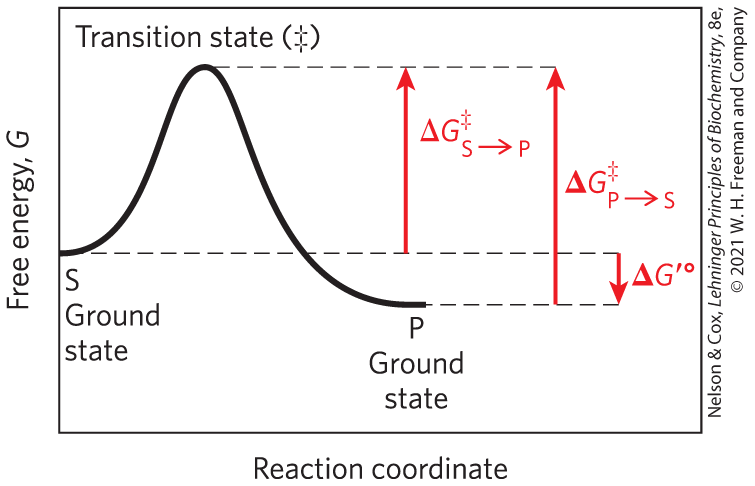 Transition state (‡)
ΔG‡S → P
ΔG‡P → S
ΔG′°
S
Ground
state
P
Ground
state
Free energy, G
Reaction coordinate
Nelson & Cox, Lehninger Principles of Biochemistry, 8e,
© 2021 W. H. Freeman and Company